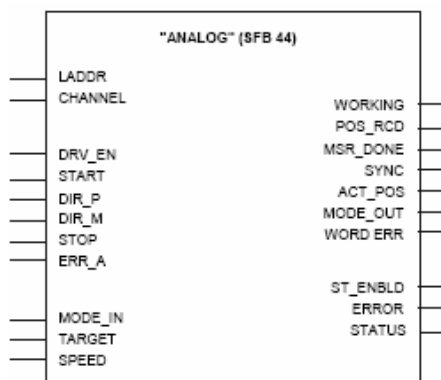 "ANALOG" (SFB 44)
LADDR
CHANNEL
DRV_EN
START
DIR_P
DIR_M
STOP
ERR_A
MODE_IN
TARGET
SPEED
WORKING
POS_RCD
MSR_DONE
SYNC
ACT_POS
MODE_OUT
WORD ERR
ST_ENBLD
ERROR
STATUS